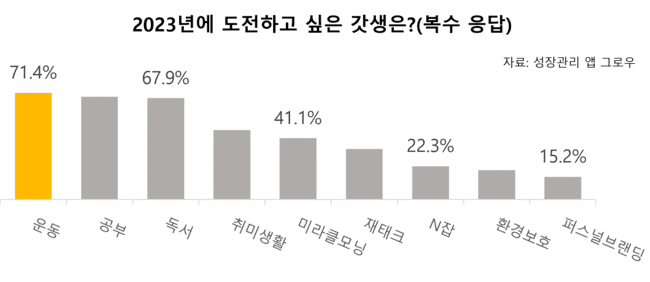 2023년에 도전하고 싶은 갓생은?(복수 응답)
자료: 성장관리 앱 그로우
71.4%
67.9%
41.1%
22.3%
15.2%
운동
공부
독서
취미생활
미라클모닝
재태크
N잡
환경보호
퍼스널브랜딩